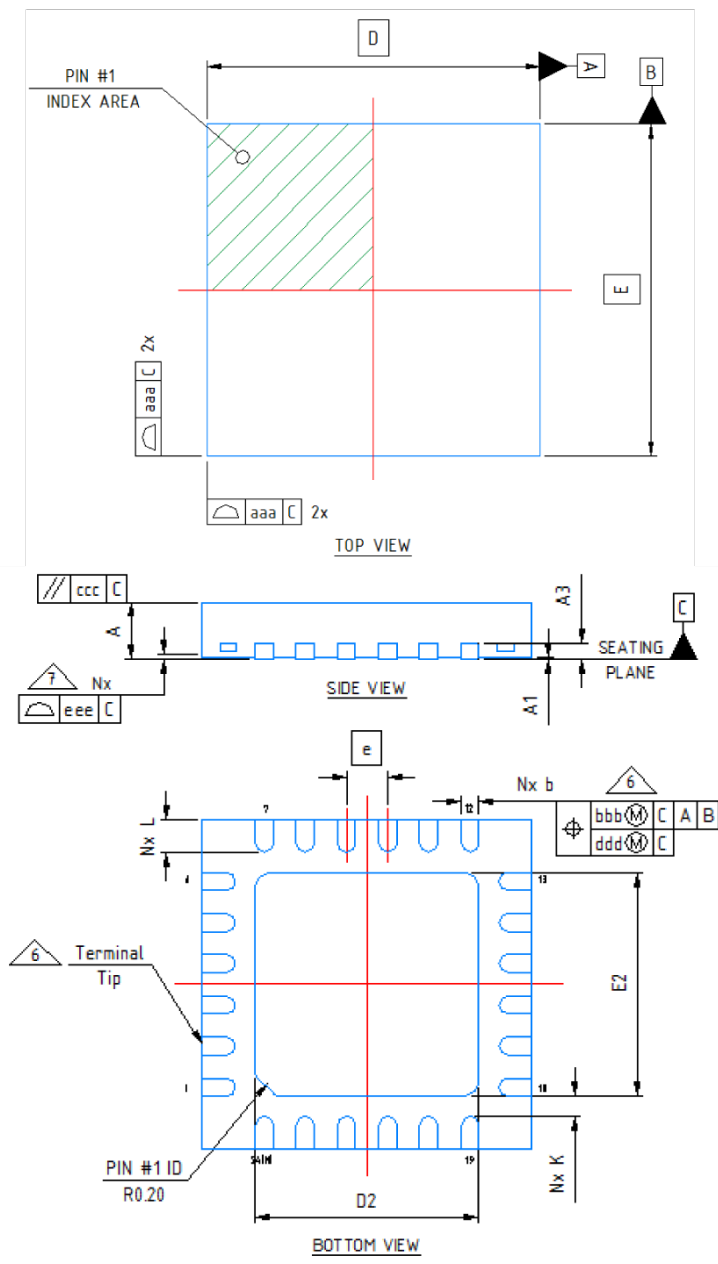 D
A
B
PIN #1
INDEX AREA
E
aaa C 2x
aaa C 2x
TOP VIEW
// ccc C
A
A3
C
SEATING
PLANE
7 Nx
eee C
SIDE VIEW
A1
e
Nx b
6
bbb Ⓜ C A B
ddd Ⓜ C
Nx L
7
12
6
13
6 Terminal
Tip
E2
1
18
PIN #1 ID
R0.20
24(N)
19
Nx K
D2
BOTTOM VIEW